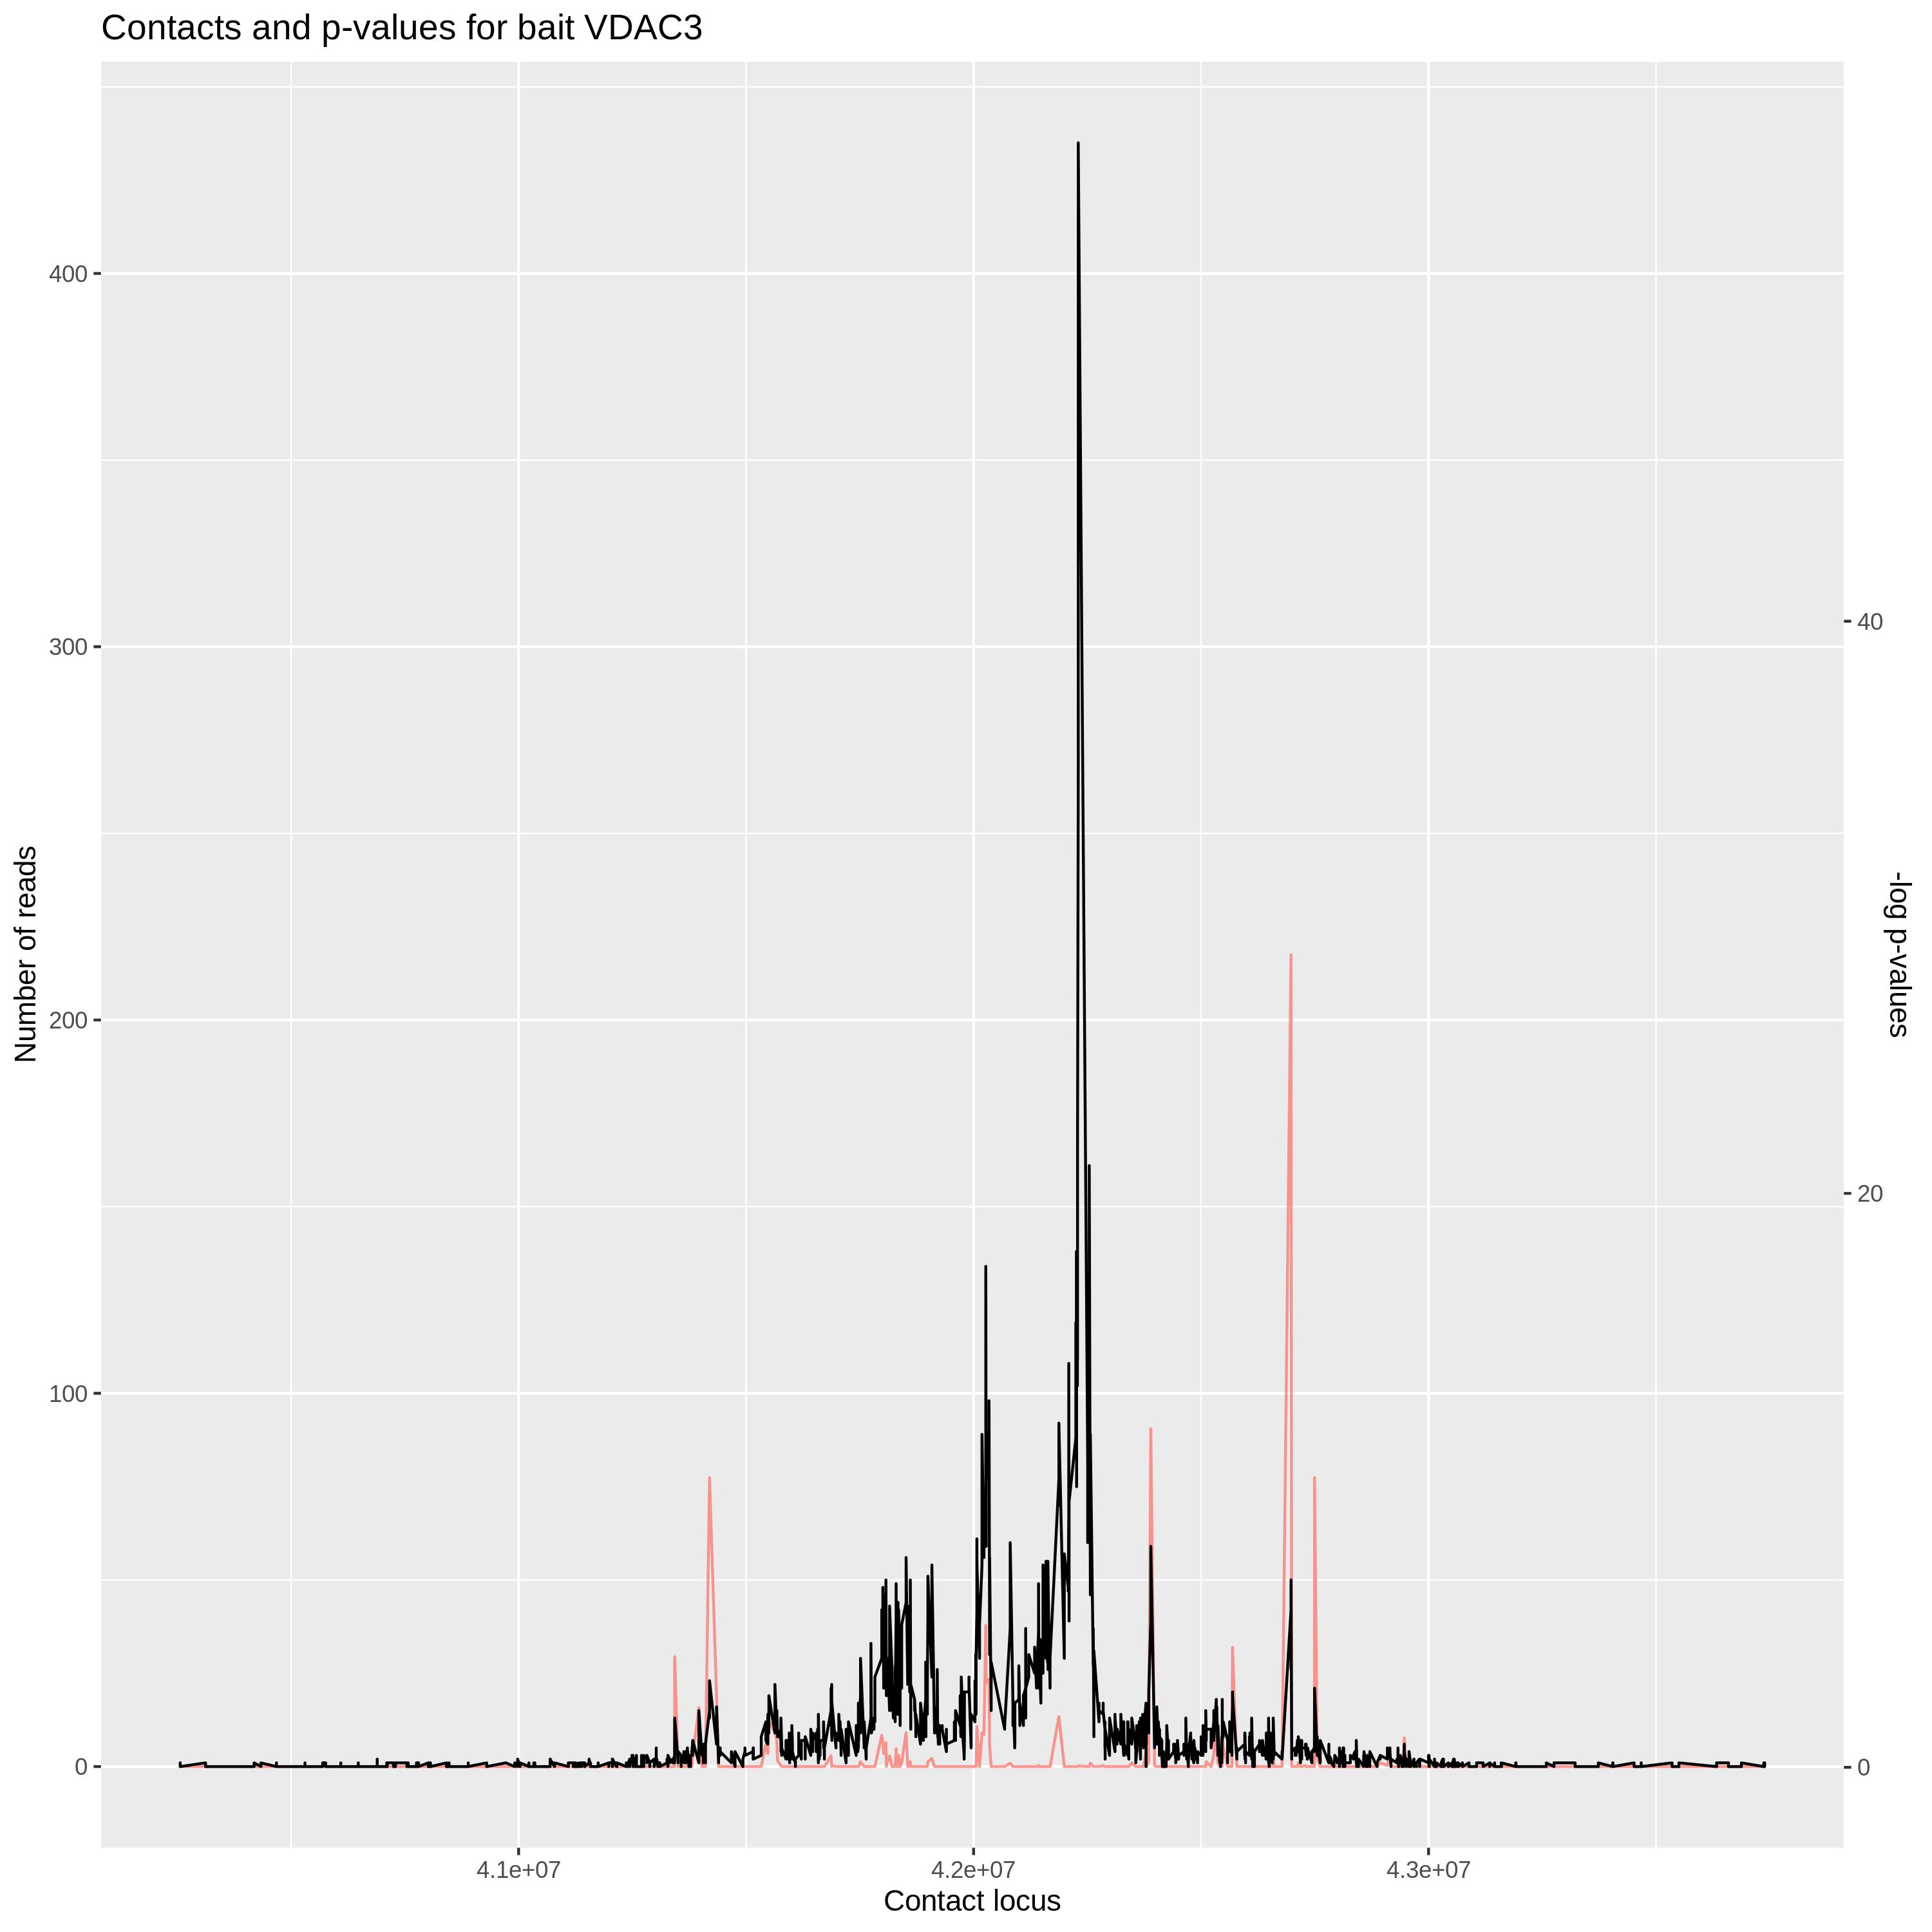 Contacts and p-values for bait VDAC3
400
300
200
100
0
Number of reads
40
20
0
-log p-values
4.1e+07
4.2e+07
4.3e+07
Contact locus